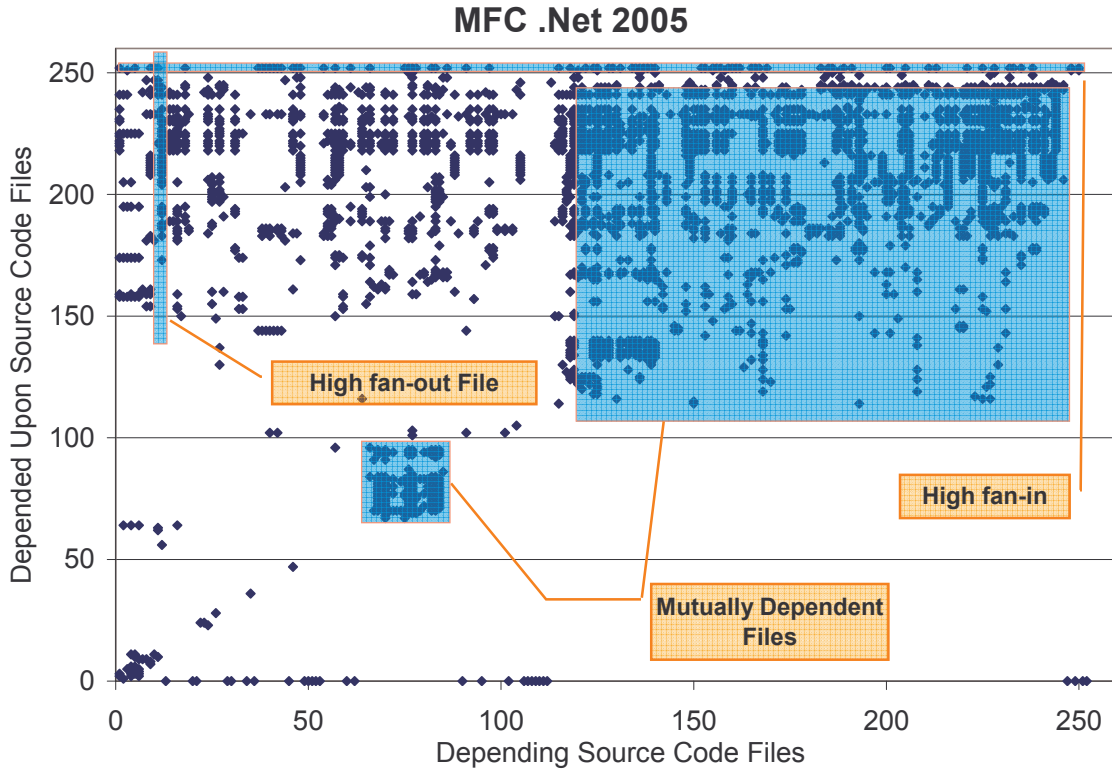 MFC .Net 2005
Depended Upon Source Code Files
250
200
150
100
50
0
High fan-out File
High fan-in
Mutually Dependent
Files
0 50 100 150 200 250
Depending Source Code Files